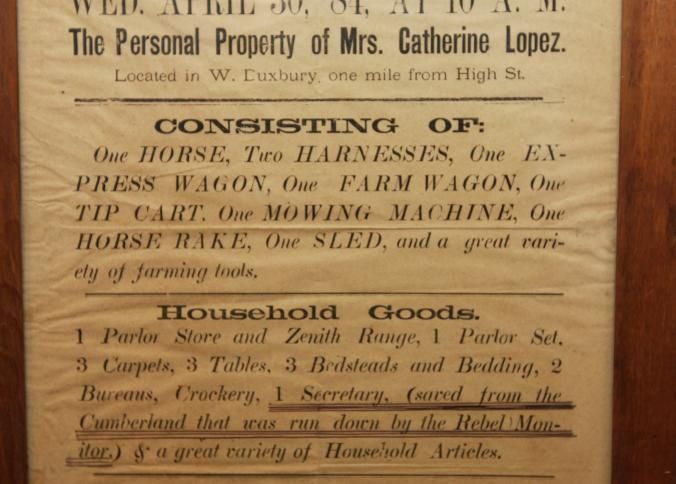 WED. APRIL 30, '84, AT 10 A. M.
The Personal Property of Mrs. Catherine Lopez.
Located in W. Duxbury, one mile from High St.
CONSISTING OF:
One HORSE, Two HARNESSES, One EX-
PRESS WAGON, One FARM WAGON, One
TIP CART. One MOWING MACHINE, One
HORSE RAKE, One SLED, and a great vari-
ety of farming tools.
Household Goods.
1 Parlor Store and Zenith Range, 1 Parlor Set,
3 Carpets, 3 Tables, 3 Bedsteads and Bedding, 2
Bureaus, Crockery, 1 Secretary, (saved from the
Cumberland that was run down by the Rebel Mon-
itor.) & a great variety of Household Articles.